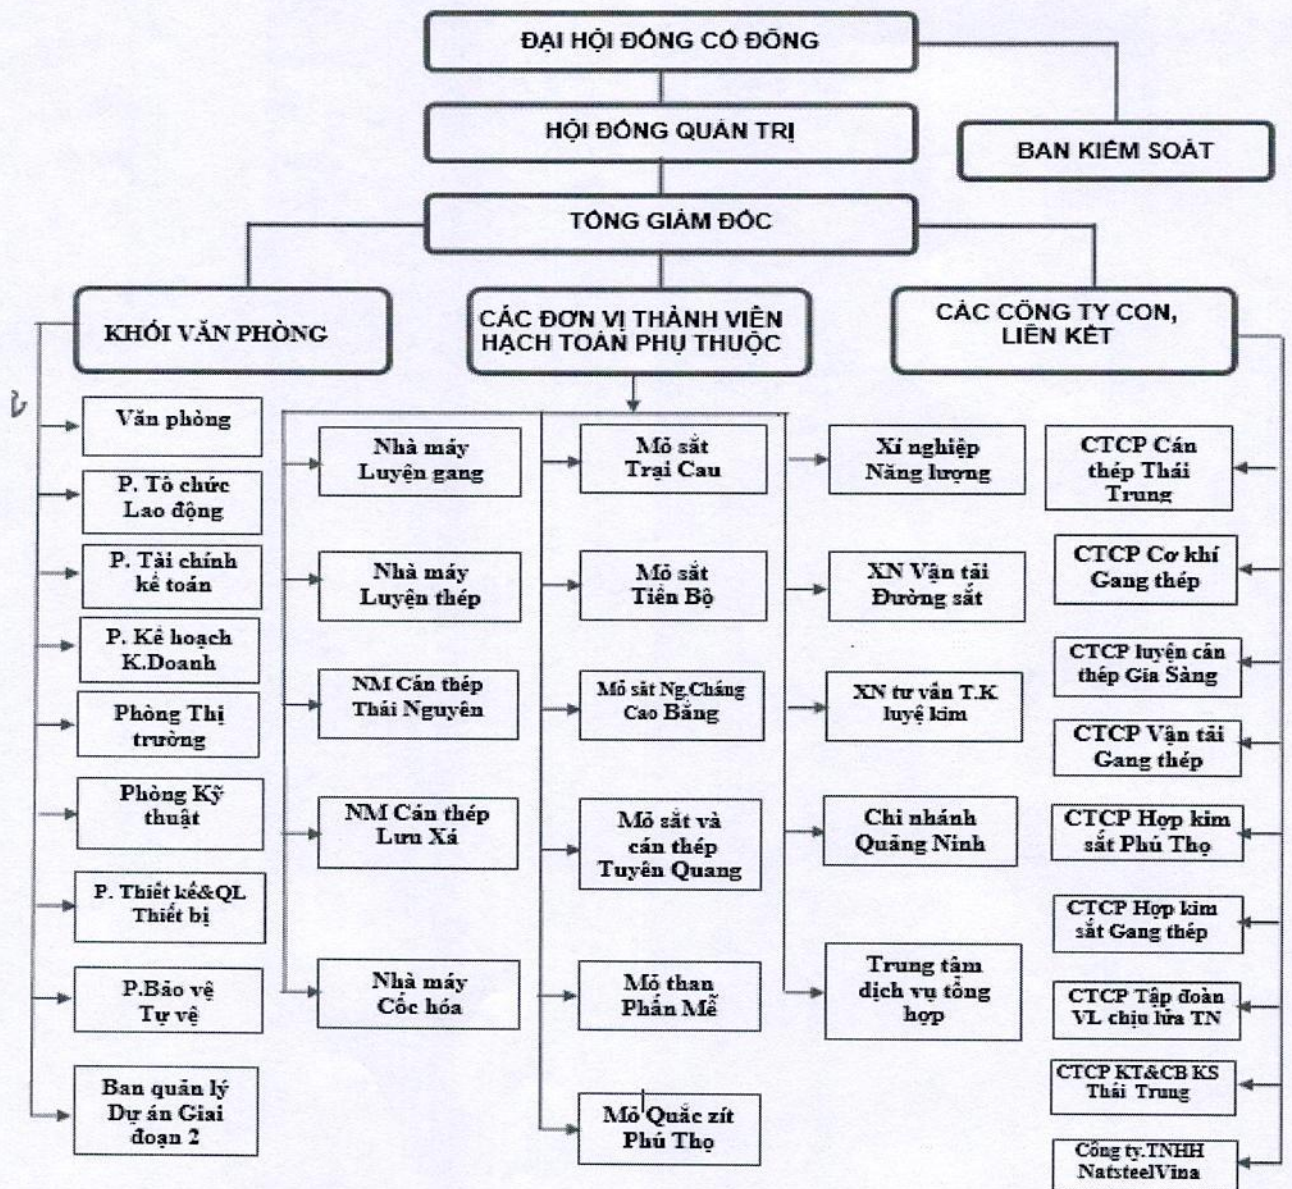 ĐẠI HỘI ĐỒNG CỔ ĐÔNG
HỘI ĐỒNG QUẢN TRỊ
BAN KIỂM SOÁT
TỔNG GIÁM ĐỐC
KHỐI VĂN PHÒNG
CÁC ĐƠN VỊ THÀNH VIÊN
HẠCH TOÁN PHỤ THUỘC
CÁC CÔNG TY CON,
LIÊN KẾT
Văn phòng
P. Tổ chức
Lao động
P. Tài chính
kế toán
P. Kế hoạch
K.Doanh
Phòng Thị
trường
Phòng Kỹ
thuật
P. Thiết kế&QL
Thiết bị
P.Bảo vệ
Tự vệ
Ban quản lý
Dự án Giai
đoạn 2
Nhà máy
Luyện gang
Nhà máy
Luyện thép
NM Cán thép
Thái Nguyên
NM Cán thép
Lưu Xá
Nhà máy
Cốc hóa
Mỏ sắt
Trại Cau
Mỏ sắt
Tiến Bộ
Mỏ sắt Ng.Cháng
Cao Bằng
Mỏ sắt và
cán thép
Tuyên Quang
Mỏ than
Phấn Mễ
Mỏ Quắc zít
Phú Thọ
Xí nghiệp
Năng lượng
XN Vận tải
Đường sắt
XN tư vấn T.K
luyệ kim
Chi nhánh
Quảng Ninh
Trung tâm
dịch vụ tổng
hợp
CTCP Cán
thép Thái
Trung
CTCP Cơ khí
Gang thép
CTCP luyện cán
thép Gia Sàng
CTCP Vận tải
Gang thép
CTCP Hợp kim
sắt Phú Thọ
CTCP Hợp kim
sắt Gang thép
CTCP Tập đoàn
VL chịu lửa TN
CTCP KT&CB KS
Thái Trung
Công ty.TNHH
NatsteelVina